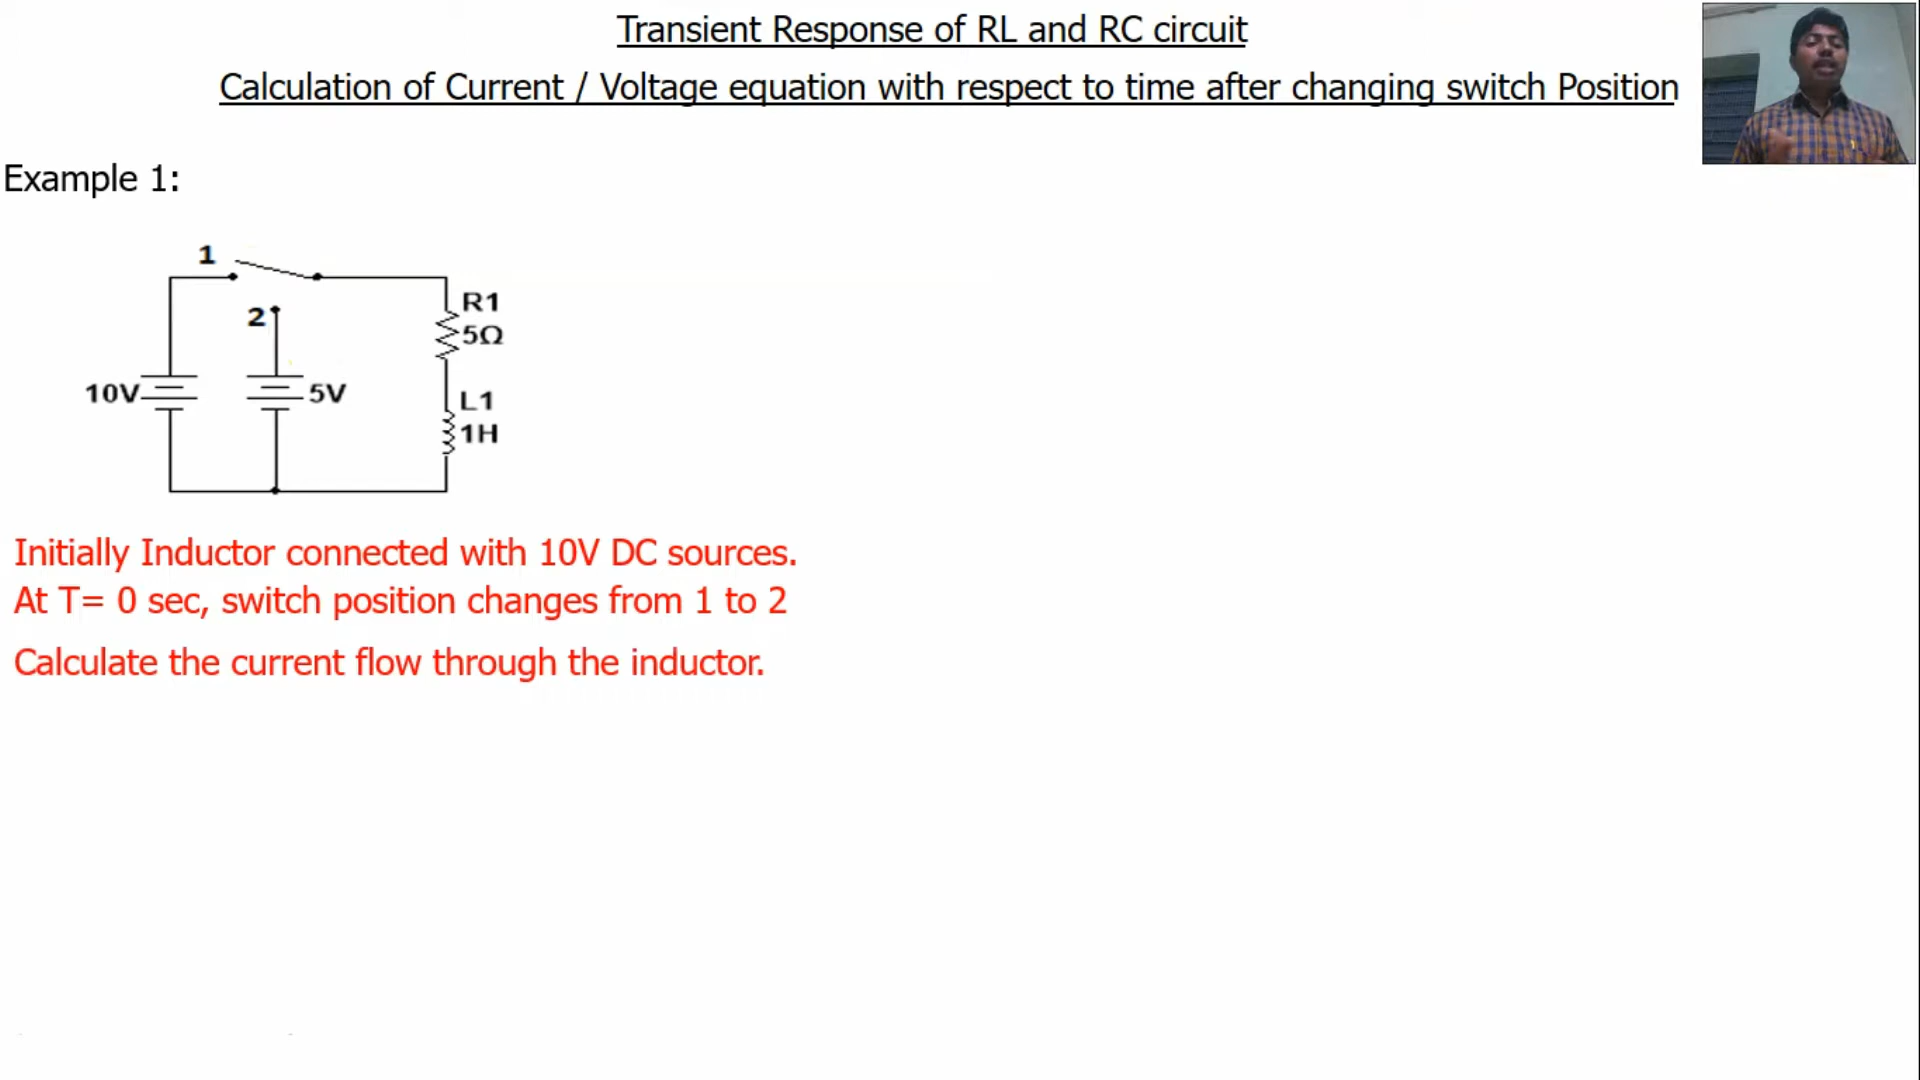 Transient Response of RL and RC circuit
Calculation of Current / Voltage equation with respect to time after changing switch Position
Example 1:
1
2
R1
5Ω
10V
5V
L1
1H
Initially Inductor connected with 10V DC sources.
At T= 0 sec, switch position changes from 1 to 2
Calculate the current flow through the inductor.